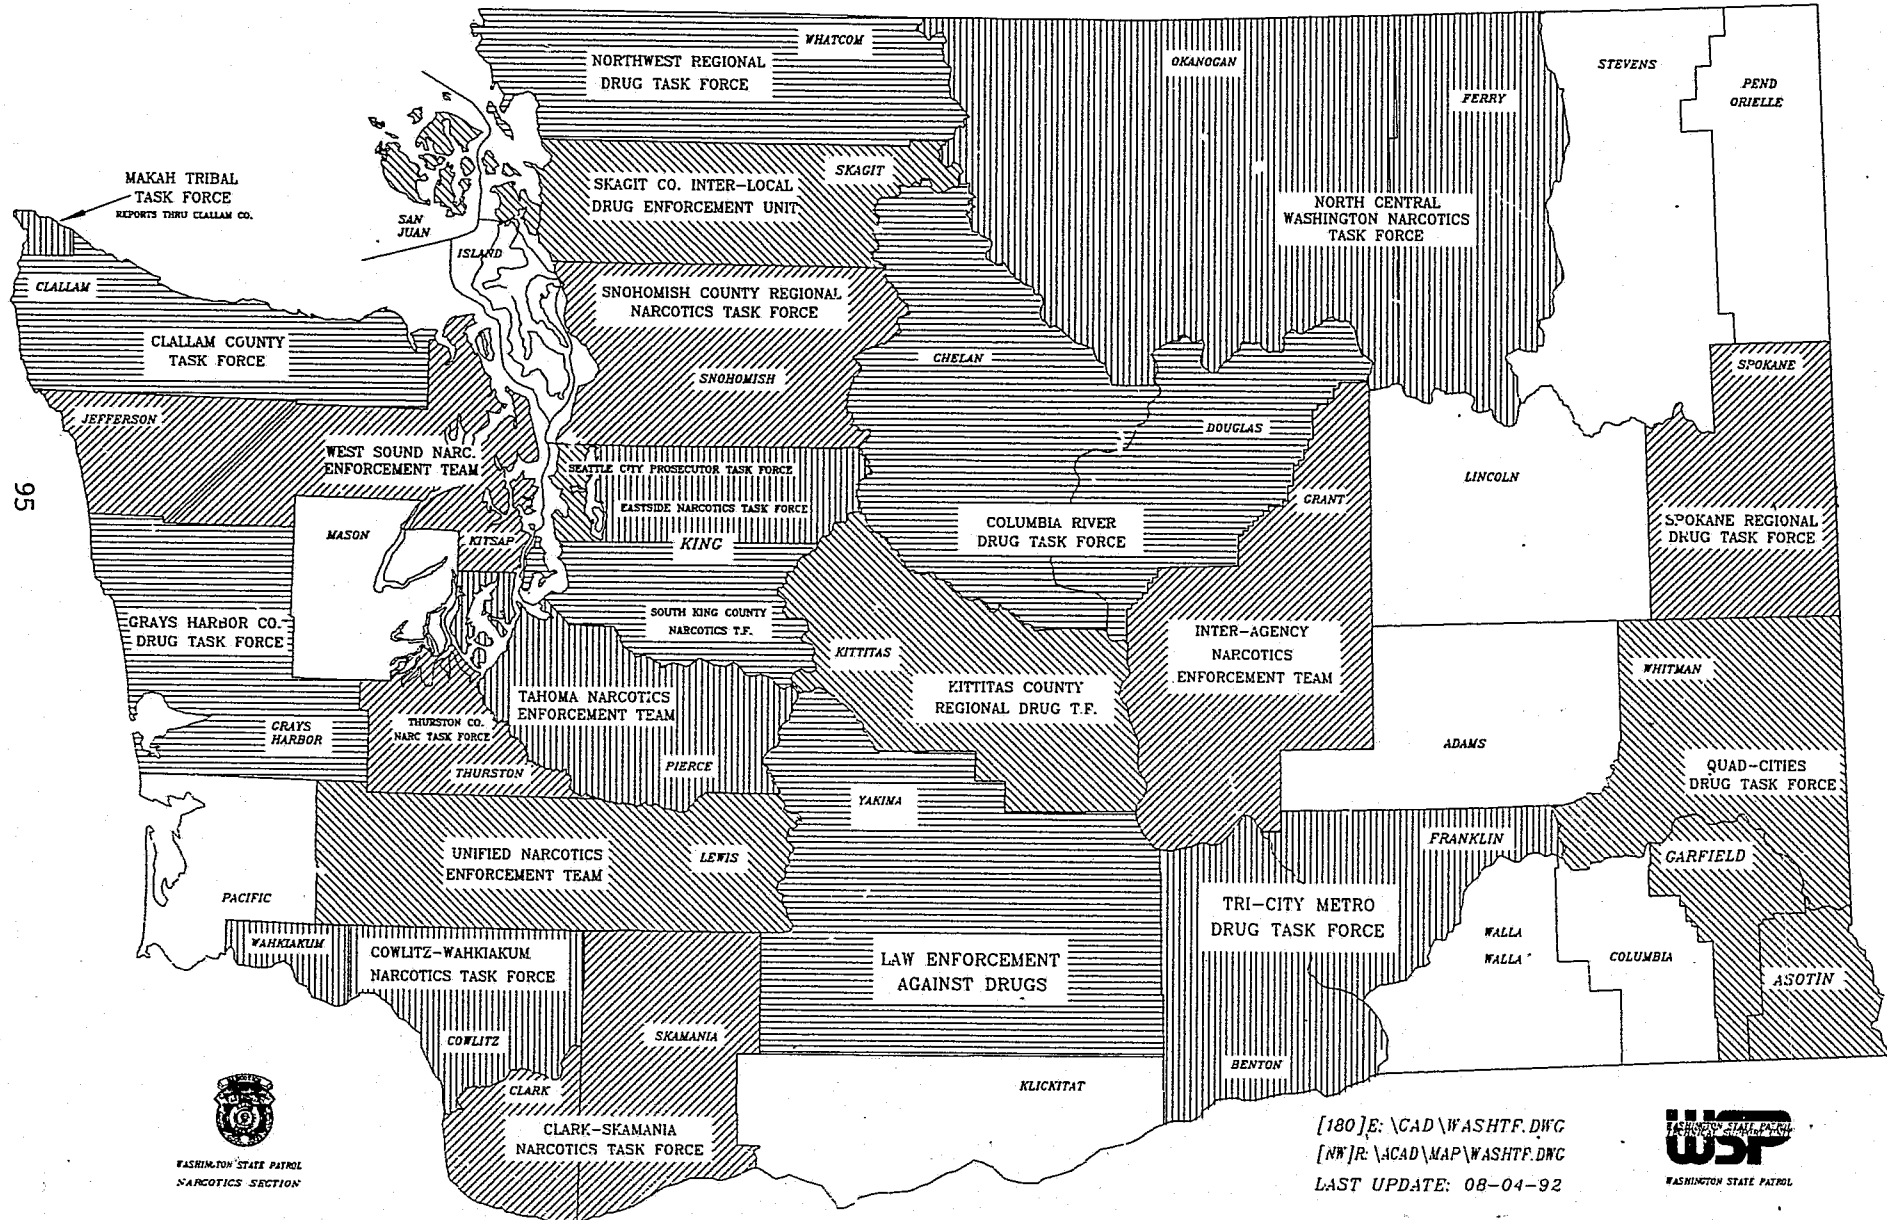 WHATCOM
NORTHWEST REGIONAL
DRUG TASK FORCE
OKANOGAN
FERRY
STEVENS
PEND
ORIELLE
MAKAH TRIBAL
TASK FORCE
REPORTS THRU CLALLAM CO.
SKAGIT
SKAGIT CO. INTER-LOCAL
DRUG ENFORCEMENT UNIT
SAN
JUAN
ISLAND
NORTH CENTRAL
WASHINGTON NARCOTICS
TASK FORCE
CLALLAM
CLALLAM COUNTY
TASK FORCE
SNOHOMISH COUNTY REGIONAL
NARCOTICS TASK FORCE
SNOHOMISH
CHELAN
DOUGLAS
SPOKANE
JEFFERSON
WEST SOUND NARC.
ENFORCEMENT TEAM
SEATTLE CITY PROSECUTOR TASK FORCE
EASTSIDE NARCOTICS TASK FORCE
KING
COLUMBIA RIVER
DRUG TASK FORCE
GRANT
LINCOLN
SPOKANE REGIONAL
DRUG TASK FORCE
95
MASON
KITSAP
GRAYS HARBOR CO.
DRUG TASK FORCE
SOUTH KING COUNTY
NARCOTICS T.F.
KITTITAS
KITTITAS COUNTY
REGIONAL DRUG T.F.
INTER-AGENCY
NARCOTICS
ENFORCEMENT TEAM
WHITMAN
TAHOMA NARCOTICS
ENFORCEMENT TEAM
GRAYS
HARBOR
THURSTON CO.
NARC TASK FORCE
THURSTON
PIERCE
YAKIMA
ADAMS
QUAD-CITIES
DRUG TASK FORCE
UNIFIED NARCOTICS
ENFORCEMENT TEAM
LEWIS
FRANKLIN
GARFIELD
PACIFIC
WAHKIAKUM
COWLITZ-WAHKIAKUM
NARCOTICS TASK FORCE
LAW ENFORCEMENT
AGAINST DRUGS
TRI-CITY METRO
DRUG TASK FORCE
WALLA
WALLA
COLUMBIA
ASOTIN
COWLITZ
SKAMANIA
BENTON
CLARK
KLICKITAT
CLARK-SKAMANIA
NARCOTICS TASK FORCE
WASHINGTON STATE PATROL
NARCOTICS SECTION
[180]E:\CAD\WASHTF.DWG
[NW]R:\ACAD\MAP\WASHTF.DWG
LAST UPDATE: 08-04-92
WASHINGTON STATE PATROL
TECHNICAL SUPPORT UNIT
WSP
WASHINGTON STATE PATROL